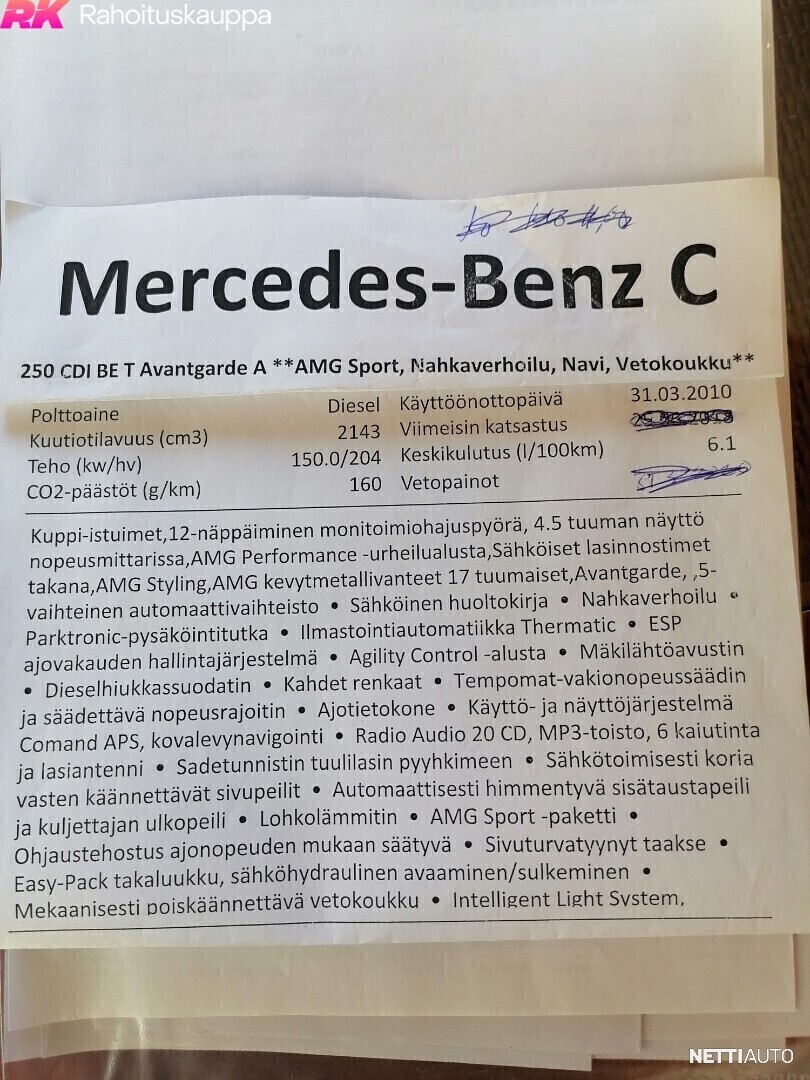 RK Rahoituskauppa
Mercedes-Benz C
250 CDI BE T Avantgarde A **AMG Sport, Nahkaverhoilu, Navi, Vetokoukku**
Polttoaine Diesel Käyttöönottopäivä 31.03.2010
Kuutiotilavuus (cm3) 2143 Viimeisin katsastus
Teho (kw/hv) 150.0/204 Keskikulutus (l/100km) 6.1
CO2-päästöt (g/km) 160 Vetopainot
Kuppi-istuimet,12-näppäiminen monitoimiohajuspyörä, 4.5 tuuman näyttö
nopeusmittarissa,AMG Performance -urheilualusta,Sähköiset lasinnostimet
takana,AMG Styling,AMG kevytmetallivanteet 17 tuumaiset,Avantgarde, ,5-
vaihteinen automaattivaihteisto • Sähköinen huoltokirja • Nahkaverhoilu •
Parktronic-pysäköintitutka • Ilmastointiautomatiikka Thermatic • ESP
ajovakauden hallintajärjestelmä • Agility Control -alusta • Mäkilähtöavustin
• Dieselhiukkassuodatin • Kahdet renkaat • Tempomat-vakionopeussäädin
ja säädettävä nopeusrajoitin • Ajotietokone • Käyttö- ja näyttöjärjestelmä
Comand APS, kovalevynavigointi • Radio Audio 20 CD, MP3-toisto, 6 kaiutinta
ja lasiantenni • Sadetunnistin tuulilasin pyyhkimeen • Sähkötoimisesti koria
vasten käännettävät sivupeilit • Automaattisesti himmentyvä sisätaustapeili
ja kuljettajan ulkopeili • Lohkolämmitin • AMG Sport -paketti •
Ohjaustehostus ajonopeuden mukaan säätyvä • Sivuturvatyynyt taakse •
Easy-Pack takaluukku, sähköhydraulinen avaaminen/sulkeminen •
Mekaanisesti poiskäännettävä vetokoukku • Intelligent Light System,
NETTIAUTO